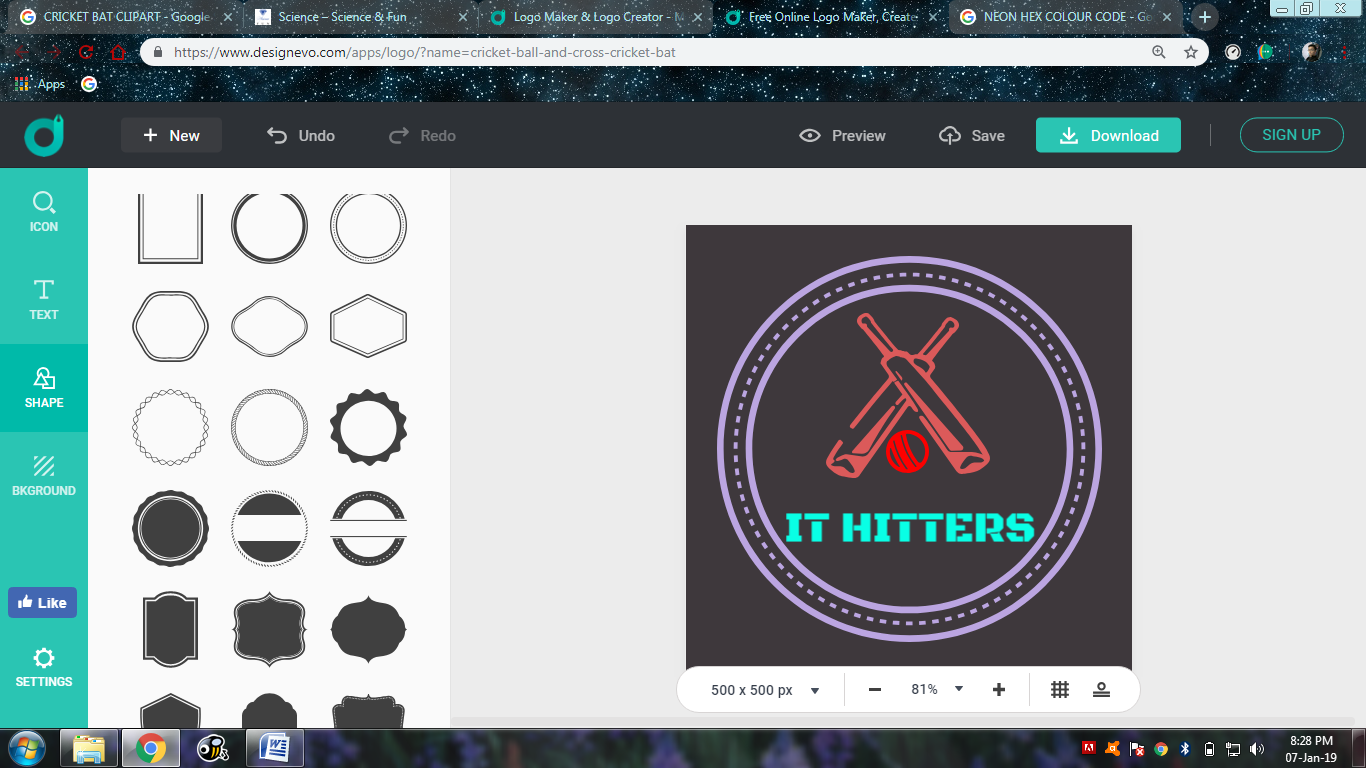 CRICKET BAT CLIPART - Google
Science – Science & Fun
Logo Maker & Logo Creator - M
Free Online Logo Maker, Create
NEON HEX COLOUR CODE - Go
https://www.designevo.com/apps/logo/?name=cricket-ball-and-cross-cricket-bat
Apps
New
Undo
Redo
Preview
Save
Download
SIGN UP
ICON
TEXT
SHAPE
BKGROUND
Like
SETTINGS
IT HITTERS
500 x 500 px
81%
8:28 PM
07-Jan-19